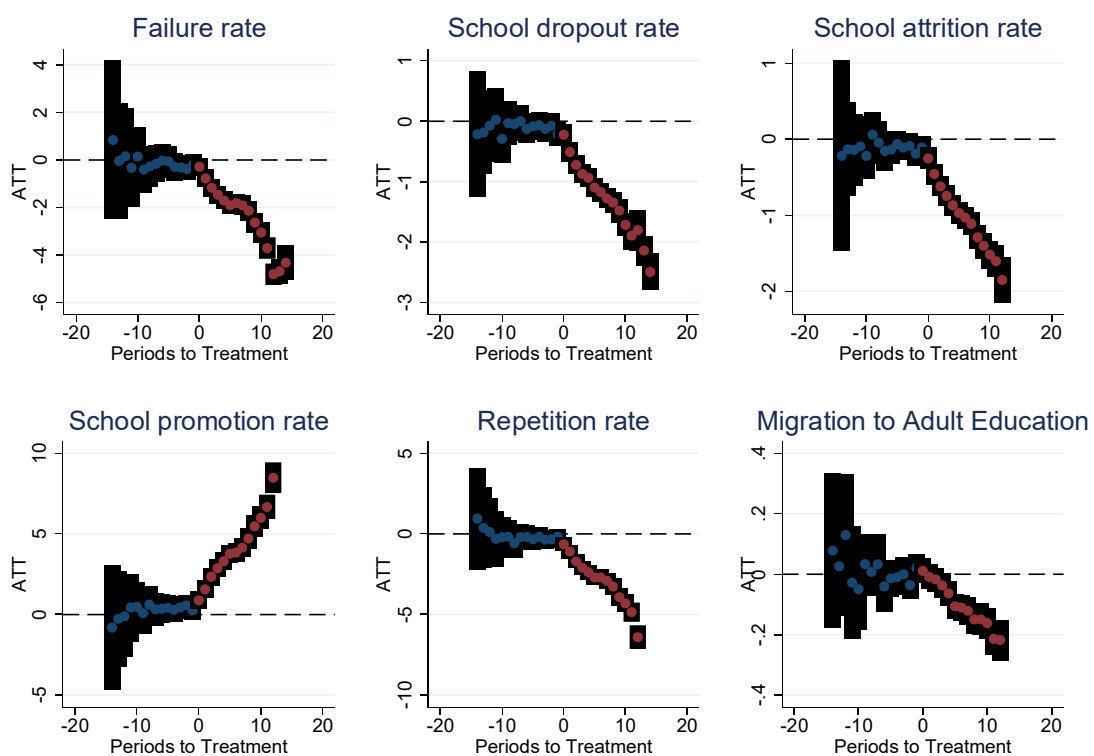 Failure rate
ATT
4
2
0
-2
-4
-6
-20 -10 0 10 20
Periods to Treatment
School dropout rate
ATT
1
0
-1
-2
-3
-20 -10 0 10 20
Periods to Treatment
School attrition rate
ATT
1
0
-1
-2
-20 -10 0 10 20
Periods to Treatment
School promotion rate
ATT
10
5
0
-5
-20 -10 0 10 20
Periods to Treatment
Repetition rate
ATT
5
0
-5
-10
-20 -10 0 10 20
Periods to Treatment
Migration to Adult Education
ATT
.4
.2
0
-.2
-.4
-20 -10 0 10 20
Periods to Treatment